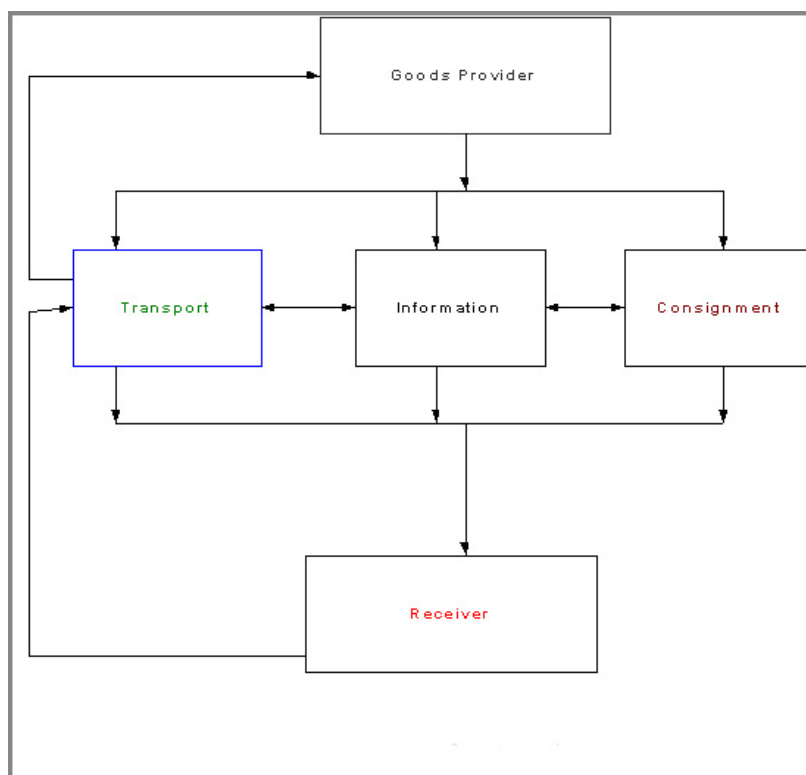 Goods Provider
Transport
Information
Consignment
Receiver